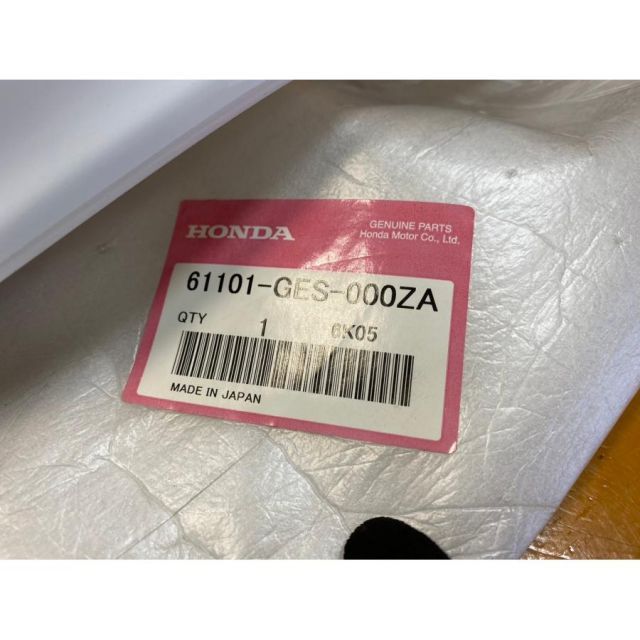 HONDA
GENUINE PARTS
Honda Motor Co., Ltd.
61101-GES-000ZA
QTY 1 6K05
MADE IN JAPAN